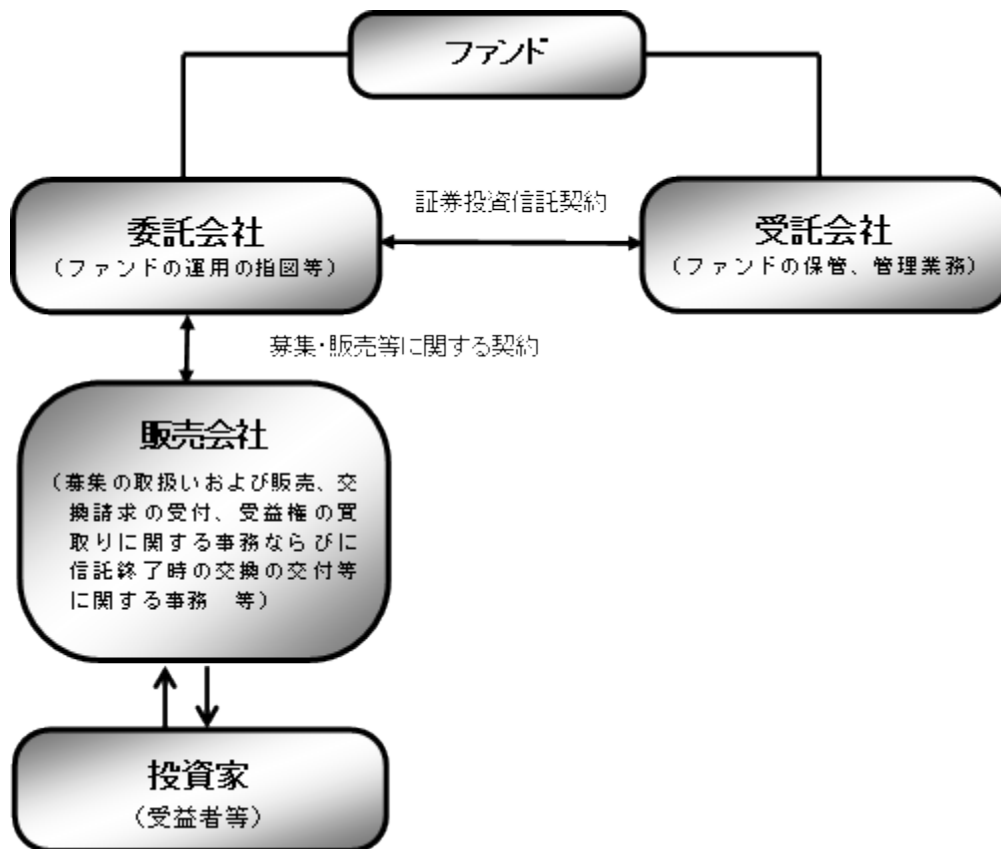 ファンド
証券投資信託契約
委託会社
(ファンドの運用の指図等)
受託会社
(ファンドの保管、管理業務)
募集・販売等に関する契約
販売会社
(募集の取扱いおよび販売、交
換請求の受付、受益権の買
取りに関する事務ならびに
信託終了時の交換の交付等
に関する事務 等)
投資家
(受益者等)